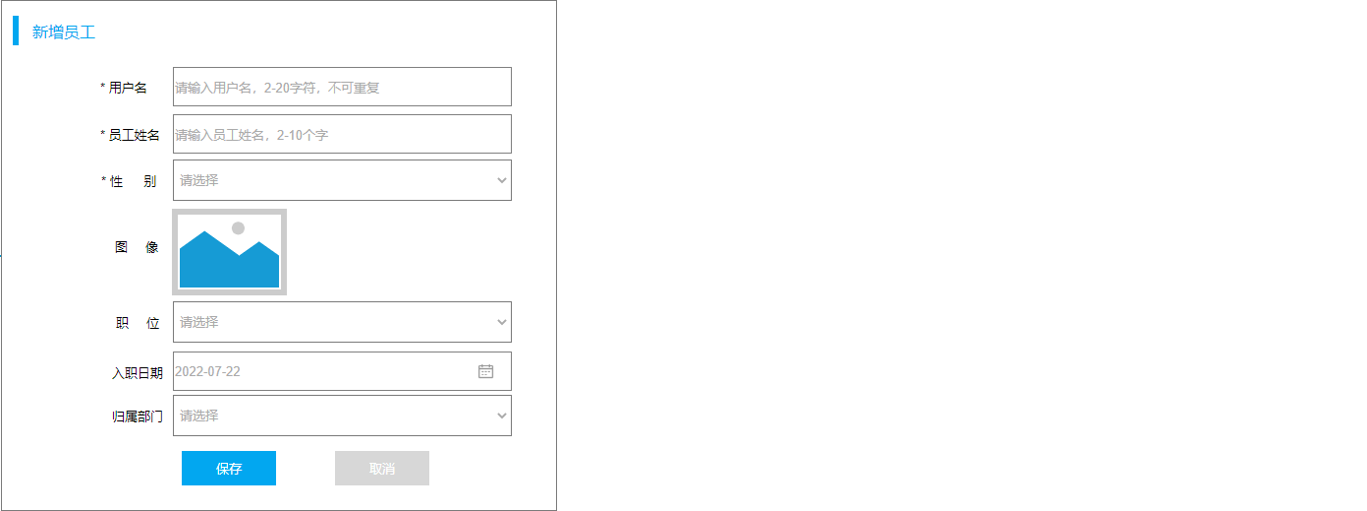 新增员工
* 用户名 请输入用户名，2-20字符，不可重复
* 员工姓名 请输入员工姓名，2-10个字
* 性 别 请选择
图 像
职 位 请选择
入职日期 2022-07-22
归属部门 请选择
保存 取消